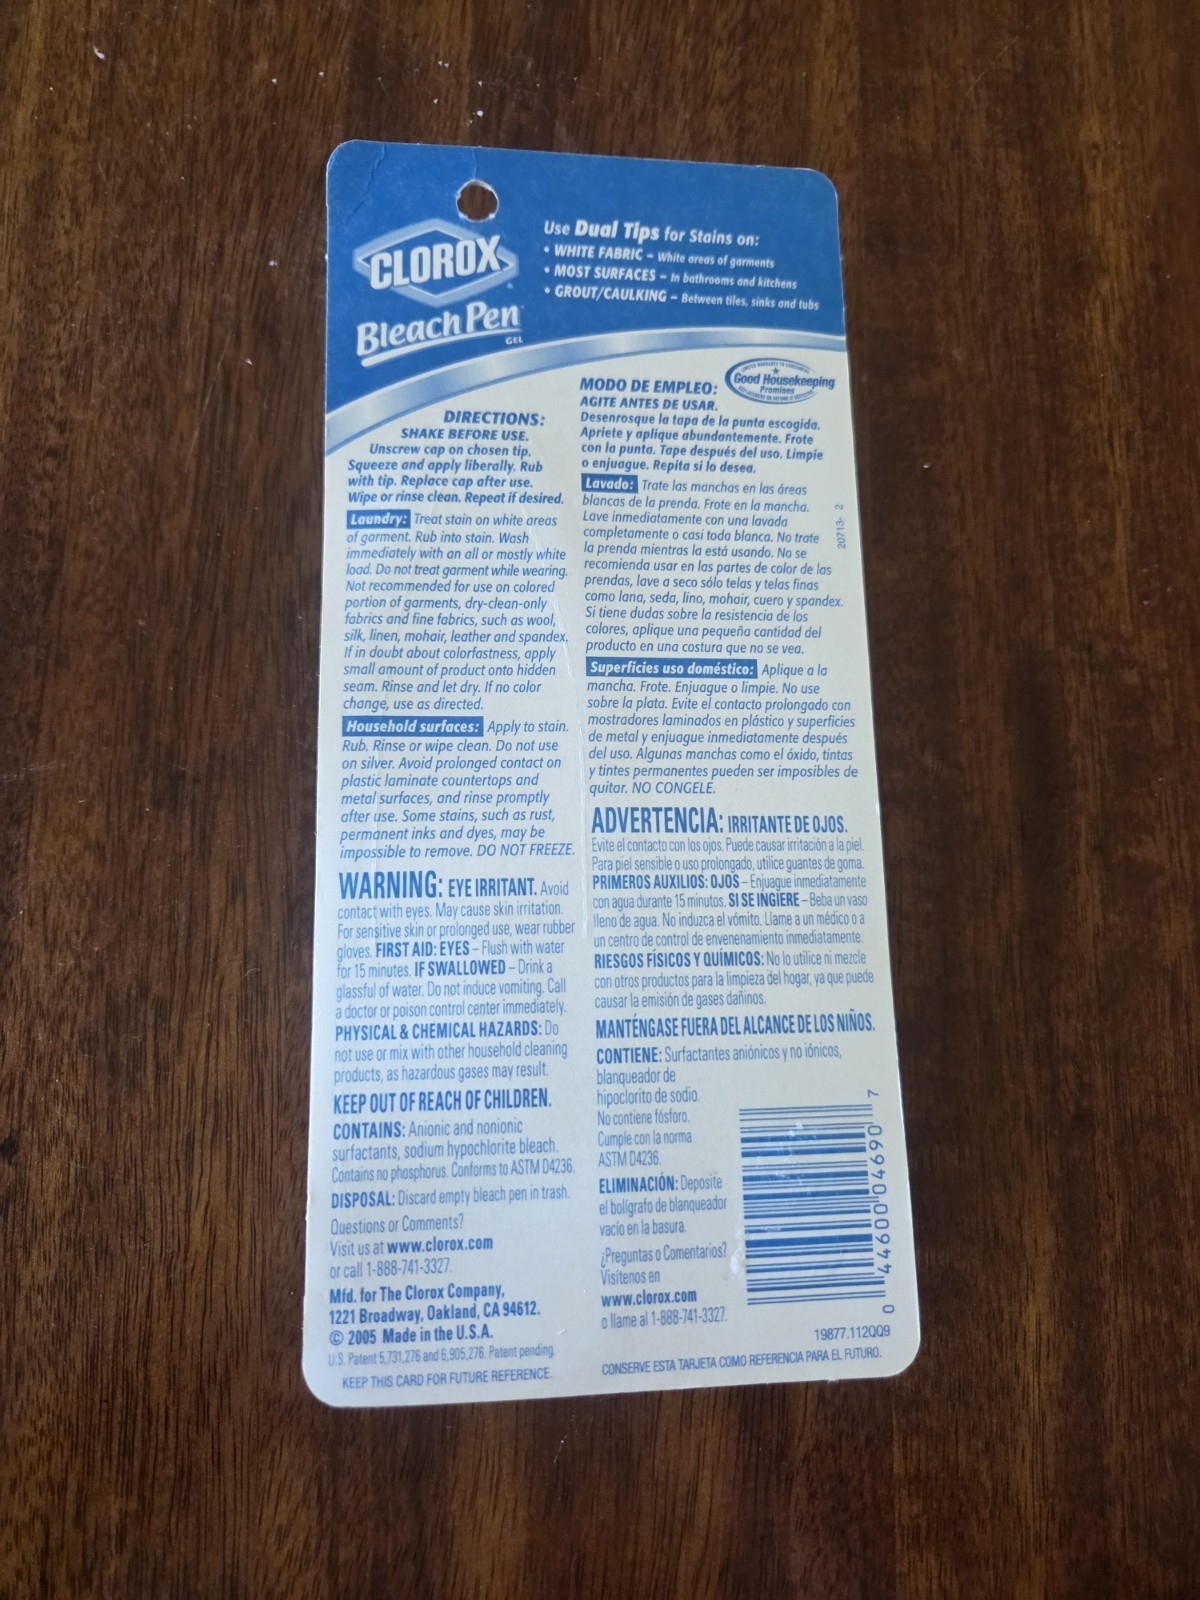 CLOROX
Bleach Pen
GEL
Use Dual Tips for Stains on:
• WHITE FABRIC – White areas of garments
• MOST SURFACES – In bathrooms and kitchens
• GROUT/CAULKING – Between tiles, sinks and tubs
DIRECTIONS:
SHAKE BEFORE USE.
Unscrew cap on chosen tip.
Squeeze and apply liberally. Rub
with tip. Replace cap after use.
Wipe or rinse clean. Repeat if desired.
Laundry: Treat stain on white areas
of garment. Rub into stain. Wash
immediately with an all or mostly white
load. Do not treat garment while wearing.
Not recommended for use on colored
portion of garments, dry-clean-only
fabrics and fine fabrics, such as wool,
silk, linen, mohair, leather and spandex.
If in doubt about colorfastness, apply
small amount of product onto hidden
seam. Rinse and let dry. If no color
change, use as directed.
Household surfaces: Apply to stain.
Rub. Rinse or wipe clean. Do not use
on silver. Avoid prolonged contact on
plastic laminate countertops and
metal surfaces, and rinse promptly
after use. Some stains, such as rust,
permanent inks and dyes, may be
impossible to remove. DO NOT FREEZE.
WARNING: EYE IRRITANT. Avoid
contact with eyes. May cause skin irritation.
For sensitive skin or prolonged use, wear rubber
gloves. FIRST AID: EYES – Flush with water
for 15 minutes. IF SWALLOWED – Drink a
glassful of water. Do not induce vomiting. Call
a doctor or poison control center immediately.
PHYSICAL & CHEMICAL HAZARDS: Do
not use or mix with other household cleaning
products, as hazardous gases may result.
KEEP OUT OF REACH OF CHILDREN.
CONTAINS: Anionic and nonionic
surfactants, sodium hypochlorite bleach.
Contains no phosphorus. Conforms to ASTM D4236.
DISPOSAL: Discard empty bleach pen in trash.
Questions or Comments?
Visit us at www.clorox.com
or call 1-888-741-3327.
Mfd. for The Clorox Company,
1221 Broadway, Oakland, CA 94612.
© 2005 Made in the U.S.A.
U.S. Patent 5,731,276 and 6,905,276. Patent pending.
KEEP THIS CARD FOR FUTURE REFERENCE.
Good Housekeeping
Promises
MODO DE EMPLEO:
AGITE ANTES DE USAR.
Desenrosque la tapa de la punta escogida.
Apriete y aplique abundantemente. Frote
con la punta. Tape después del uso. Limpie
o enjuague. Repita si lo desea.
Lavado: Trate las manchas en las áreas
blancas de la prenda. Frote en la mancha.
Lave inmediatamente con una lavada
completamente o casi toda blanca. No trate
la prenda mientras la está usando. No se
recomienda usar en las partes de color de las
prendas, lave a seco sólo telas y telas finas
como lana, seda, lino, mohair, cuero y spandex.
Si tiene dudas sobre la resistencia de los
colores, aplique una pequeña cantidad del
producto en una costura que no se vea.
20713- 2
Superficies uso doméstico: Aplique a la
mancha. Frote. Enjuague o limpie. No use
sobre la plata. Evite el contacto prolongado con
mostradores laminados en plástico y superficies
de metal y enjuague inmediatamente después
del uso. Algunas manchas como el óxido, tintas
y tintes permanentes pueden ser imposibles de
quitar. NO CONGELE.
ADVERTENCIA: IRRITANTE DE OJOS.
Evite el contacto con los ojos. Puede causar irritación a la piel.
Para piel sensible o uso prolongado, utilice guantes de goma.
PRIMEROS AUXILIOS: OJOS – Enjuague inmediatamente
con agua durante 15 minutos. SI SE INGIERE – Beba un vaso
lleno de agua. No induzca el vómito. Llame a un médico o a
un centro de control de envenenamiento inmediatamente.
RIESGOS FÍSICOS Y QUÍMICOS: No lo utilice ni mezcle
con otros productos para la limpieza del hogar, ya que puede
causar la emisión de gases dañinos.
MANTÉNGASE FUERA DEL ALCANCE DE LOS NIÑOS.
CONTIENE: Surfactantes aniónicos y no iónicos,
blanqueador de
hipoclorito de sodio.
No contiene fósforo.
Cumple con la norma
ASTM D4236.
ELIMINACIÓN: Deposite
el bolígrafo de blanqueador
vacío en la basura.
¿Preguntas o Comentarios?
Visítenos en
www.clorox.com
o llame al 1-888-741-3327.
0 44600 04690 7
19877.112009
CONSERVE ESTA TARJETA COMO REFERENCIA PARA EL FUTURO.